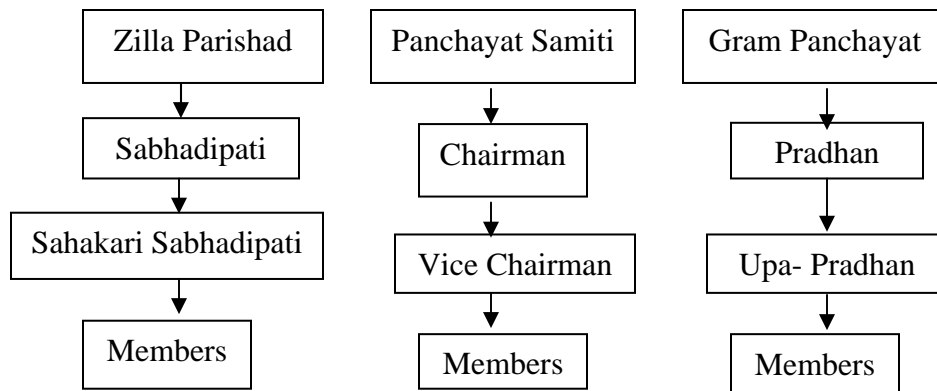 Zilla Parishad
Sabhadipati
Sahakari Sabhadipati
Members
Panchayat Samiti
Chairman
Vice Chairman
Members
Gram Panchayat
Pradhan
Upa- Pradhan
Members